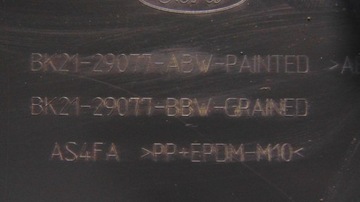 BK21-29077-ABW-PAINTED >A
BK21-29077-BBW-GRAINED
AS4FA >PP+EPDM-M10<